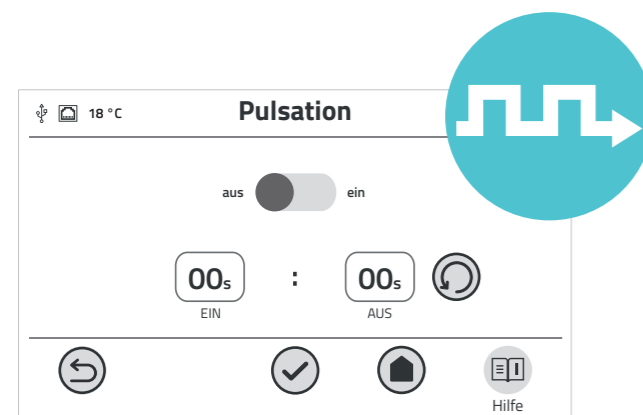 18 °C Pulsation
aus ein
00s : 00s
EIN AUS
Hilfe